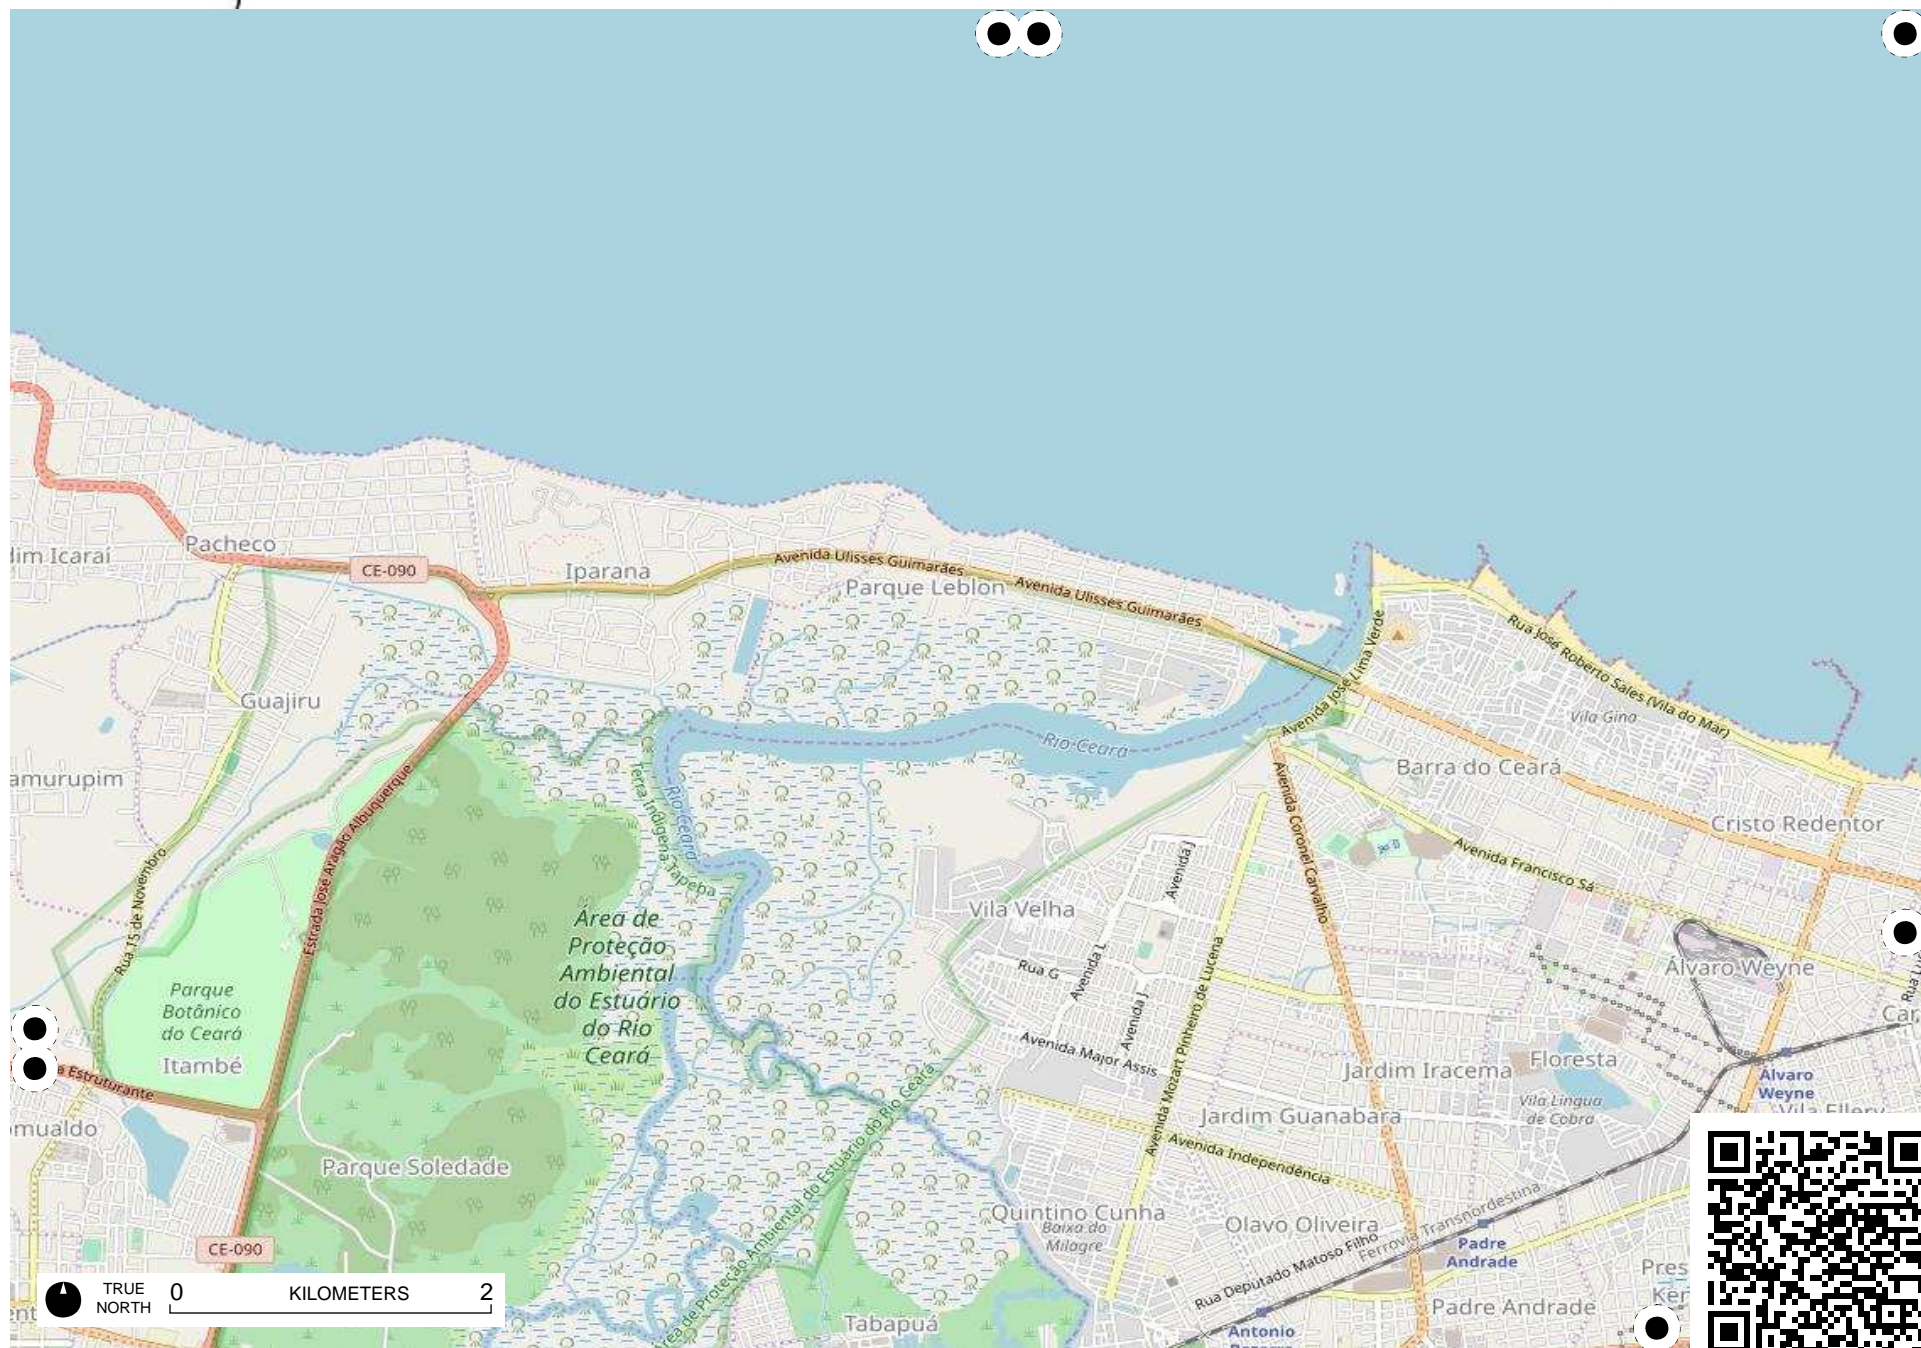 Pacheco
CE-090
Iparana
Avenida Ulisses Guimarães
Parque Leblon
Avenida Ulisses Guimarães
Avenida José Lima Verde
Rua José Roberto Sales (Vila do Mar)
Vila Gino
Guajiru
Rio Ceará
Barra do Ceará
Cristo Redentor
Estrada José Aragão Albuquerque
Terra Indígena Tapeba
Rio Ceará
Avenida Coronel Carvalho
Avenida Francisco Sá
Avenida J
Vila Velha
Rua 15 de Novembro
Área de
Proteção
Ambiental
do Estuário
do Rio
Ceará
Rua G
Avenida L
Avenida J
Avenida Mozart Pinheiro de Lucena
Álvaro Weyne
Parque
Botânico
do Ceará
Itambé
Avenida Major Assis
Jardim Iracema
Floresta
a Estruturante
Álvaro
Weyne
Vila Língua
de Cobra
Vila Ellery
Jardim Guanabara
Avenida Independência
Parque Soledade
Área de Proteção Ambiental do Estuário do Rio Ceará
Quintino Cunha
Baixa do
Milagre
Olavo Oliveira
Ferrovia Transnordestina
Rua Deputado Matoso Filho
Padre
Andrade
CE-090
Padre Andrade
Tabapuá
Antonio
TRUE
NORTH
0 KILOMETERS 2